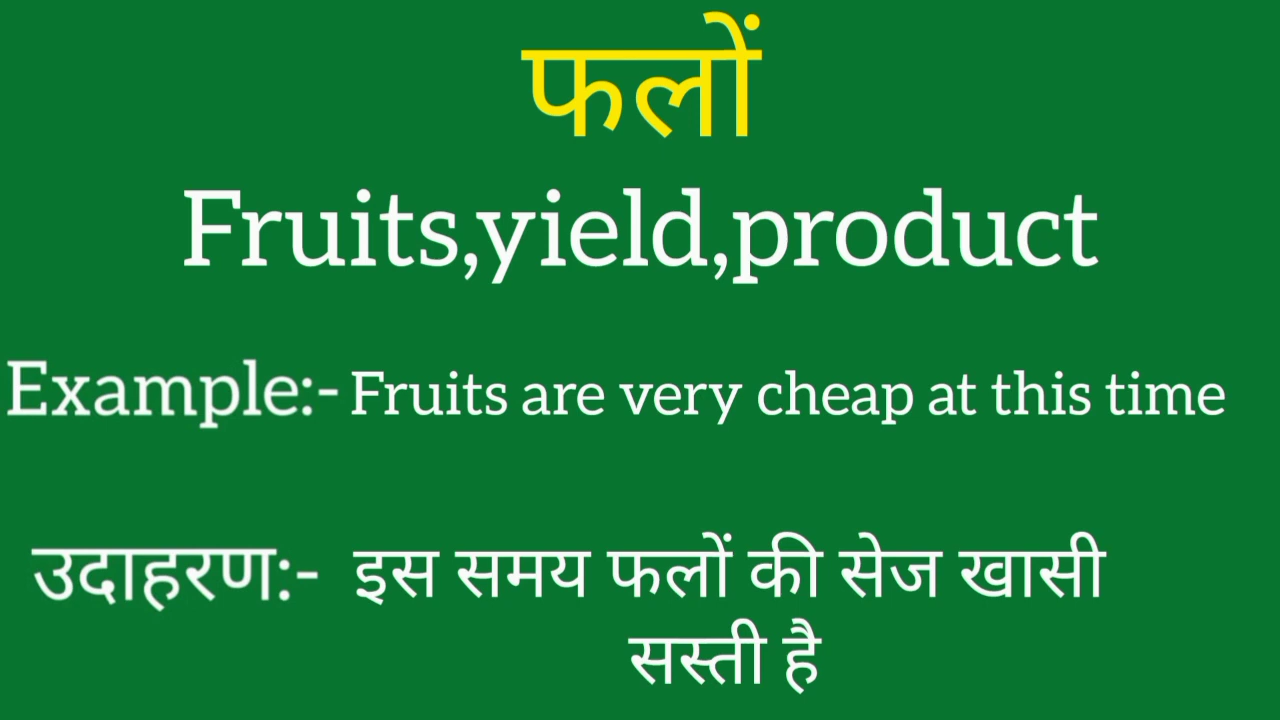 फलों
Fruits,yield,product
Example:- Fruits are very cheap at this time
उदाहरण:- इस समय फलों की सेज खासी
सस्ती है